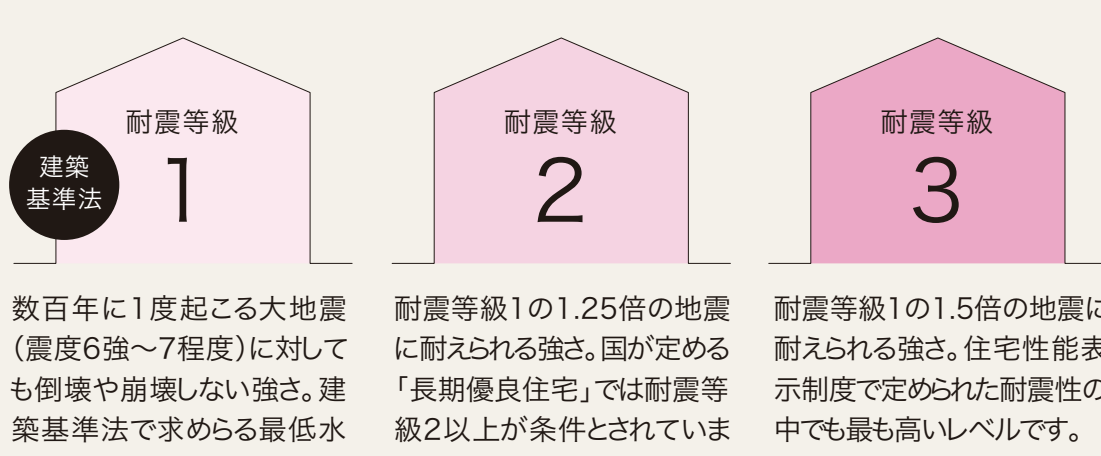 建築
基準法
耐震等級
1
数百年に1度起こる大地震
（震度6強～7程度）に対して
も倒壊や崩壊しない強さ。建
築基準法で求めらる最低水
耐震等級
2
耐震等級1の1.25倍の地震
に耐えられる強さ。国が定める
「長期優良住宅」では耐震等
級2以上が条件とされていま
耐震等級
3
耐震等級1の1.5倍の地震に
耐えられる強さ。住宅性能表
示制度で定められた耐震性の
中でも最も高いレベルです。